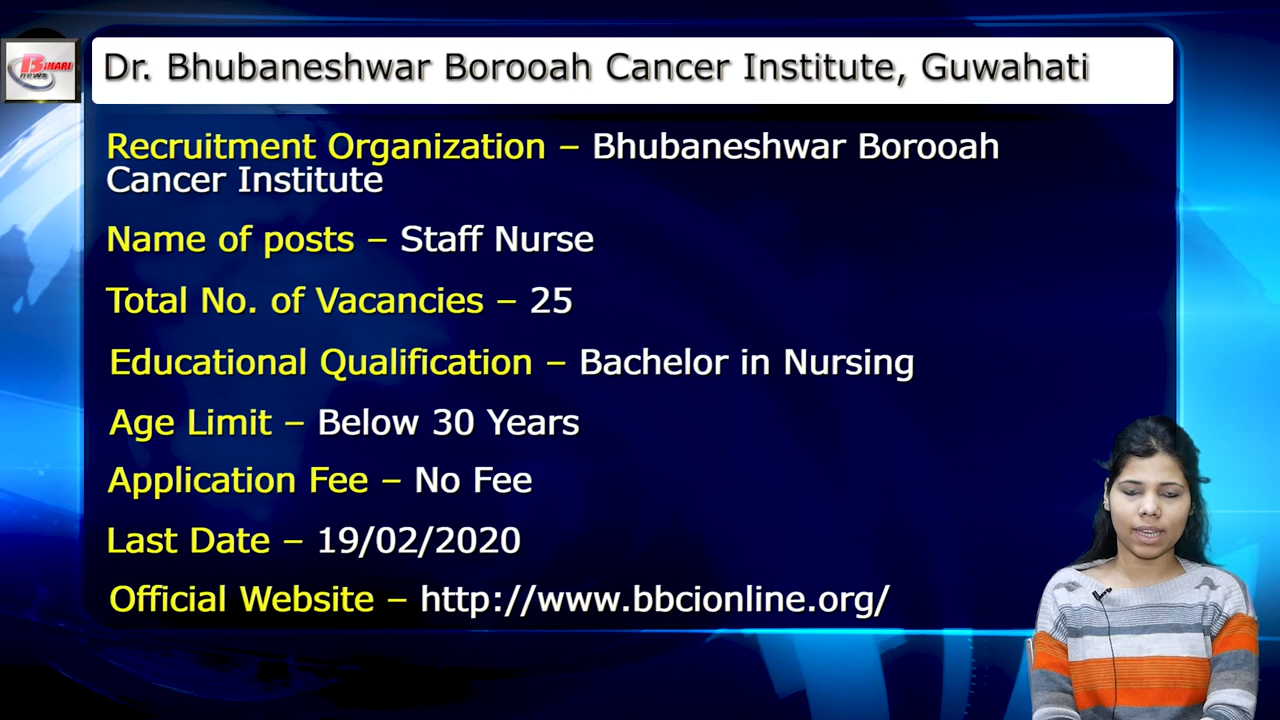 BIHARI
news
Dr. Bhubaneshwar Borooah Cancer Institute, Guwahati
Recruitment Organization – Bhubaneshwar Borooah
Cancer Institute
Name of posts – Staff Nurse
Total No. of Vacancies – 25
Educational Qualification – Bachelor in Nursing
Age Limit – Below 30 Years
Application Fee – No Fee
Last Date – 19/02/2020
Official Website – http://www.bbcionline.org/